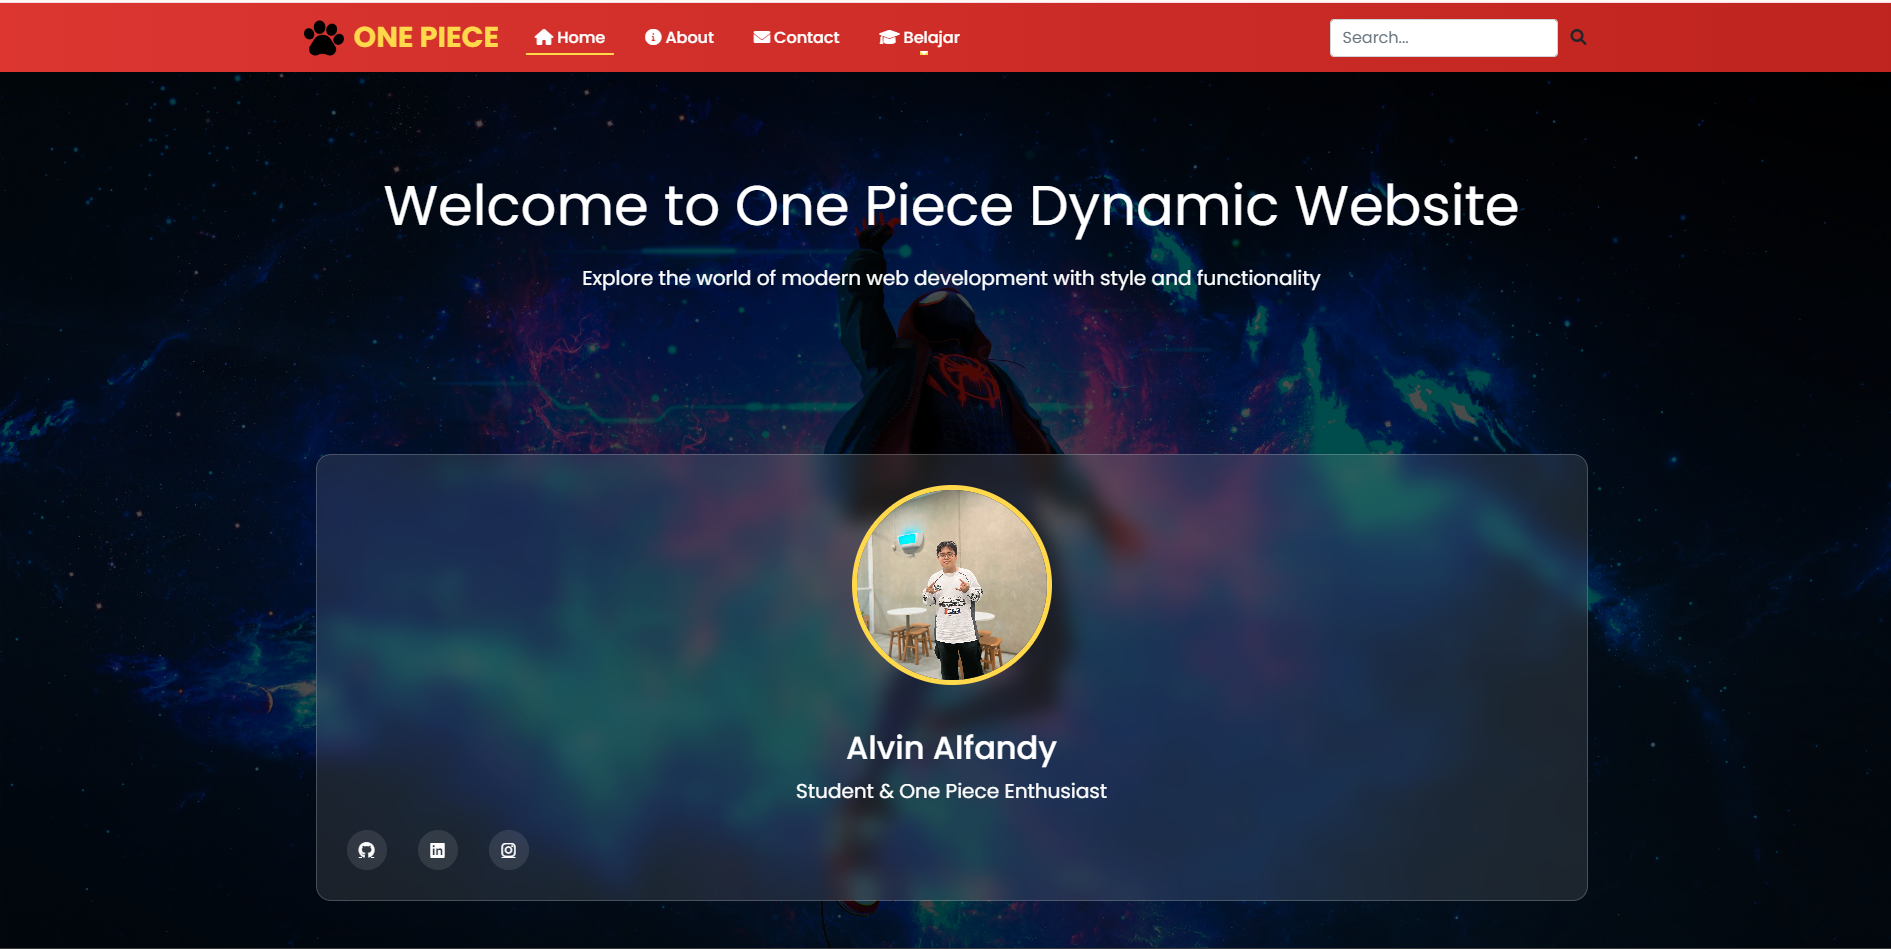 ONE PIECE
Home
About
Contact
Belajar
Search...
Welcome to One Piece Dynamic Website
Explore the world of modern web development with style and functionality
Alvin Alfandy
Student & One Piece Enthusiast